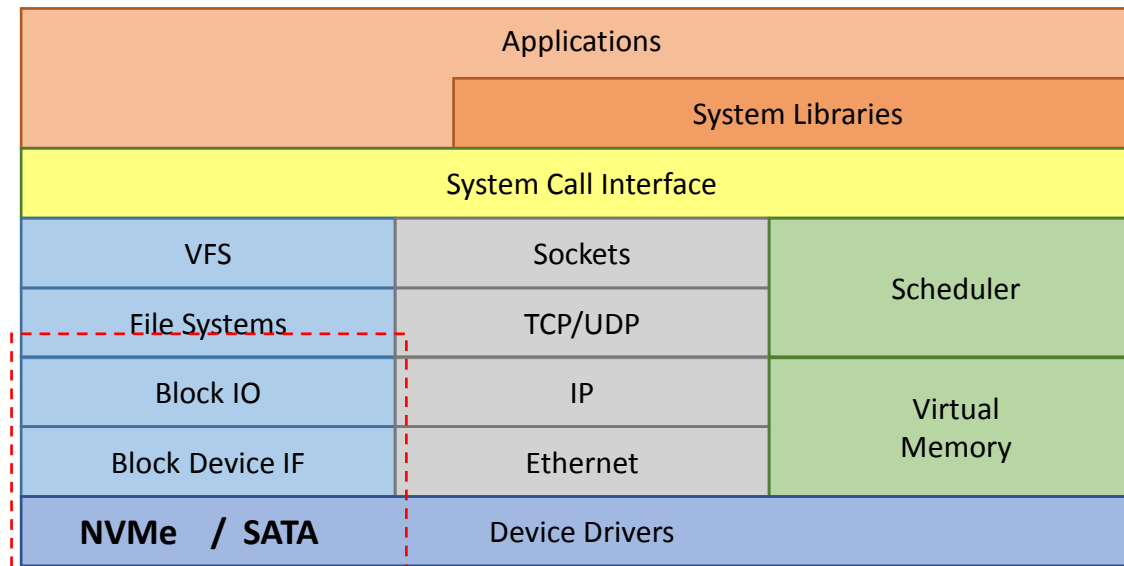 Applications
System Libraries
System Call Interface
VFS
Sockets
Scheduler
File Systems
TCP/UDP
Block IO
IP
Virtual
Memory
Block Device IF
Ethernet
NVMe / SATA
Device Drivers